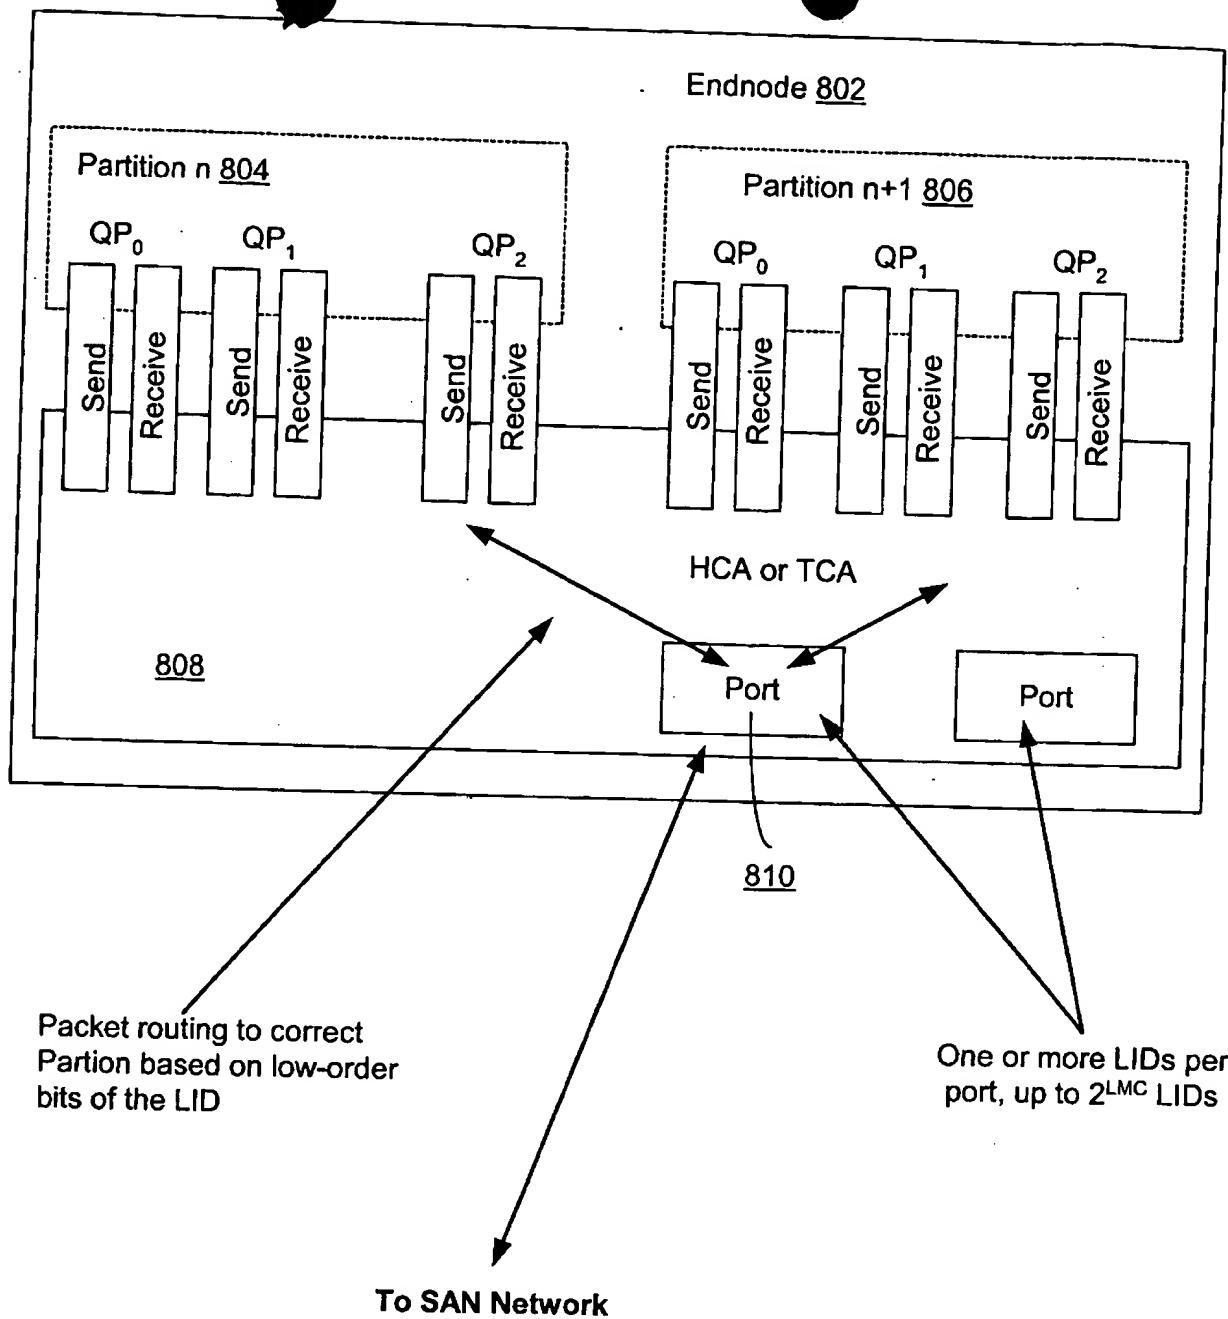 Endnode 802
Partition n 804
Partition n+1 806
QP0
QP1
QP2
QP0
QP1
QP2
Send
Receive
Send
Receive
Send
Receive
Send
Receive
Send
Receive
Send
Receive
HCA or TCA
808
Port
Port
810
Packet routing to correct
Partion based on low-order
bits of the LID
One or more LIDs per
port, up to 2^LMC LIDs
To SAN Network